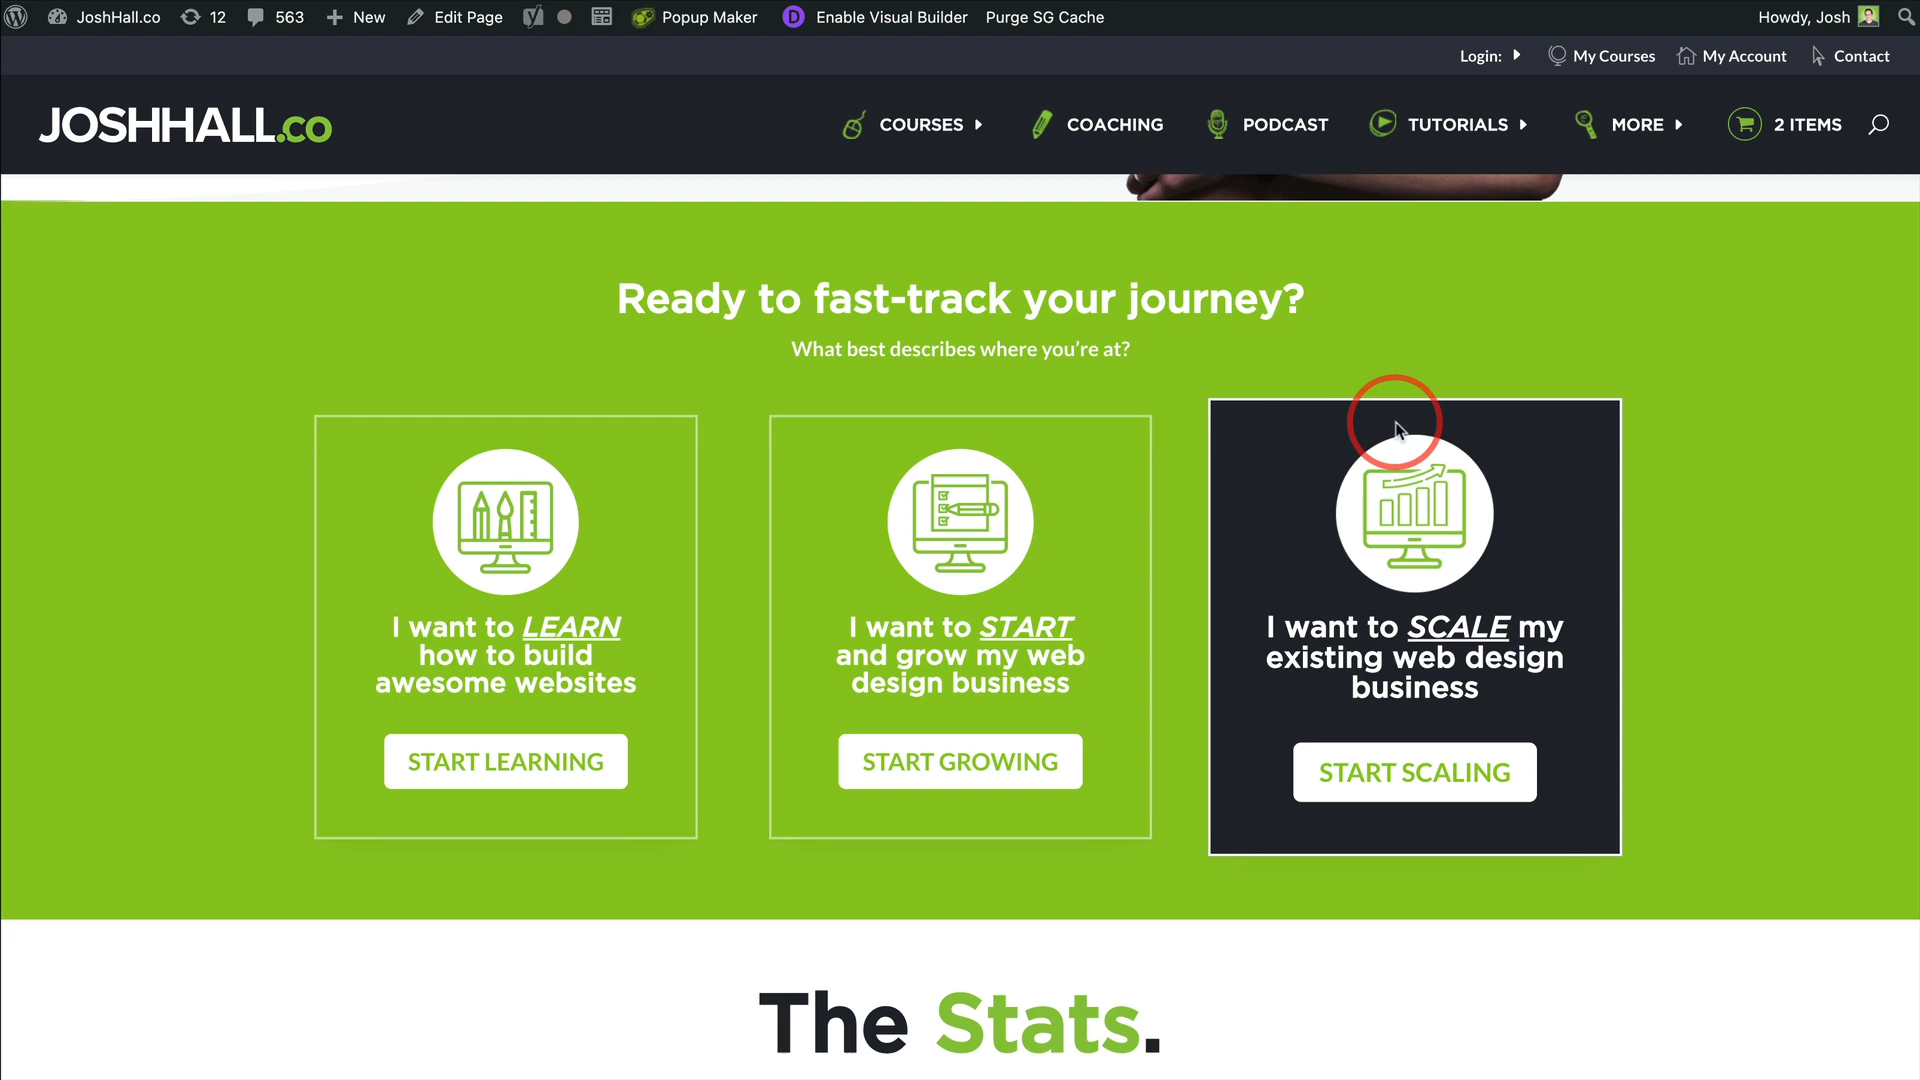 JoshHall.co 12 563 New Edit Page Popup Maker Enable Visual Builder Purge SG Cache Howdy, Josh
Login: My Courses My Account Contact
JOSHHALL.co COURSES COACHING PODCAST TUTORIALS MORE 2 ITEMS
Ready to fast-track your journey?
What best describes where you're at?
I want to LEARN
how to build
awesome websites
START LEARNING
I want to START
and grow my web
design business
START GROWING
I want to SCALE my
existing web design
business
START SCALING
The Stats.